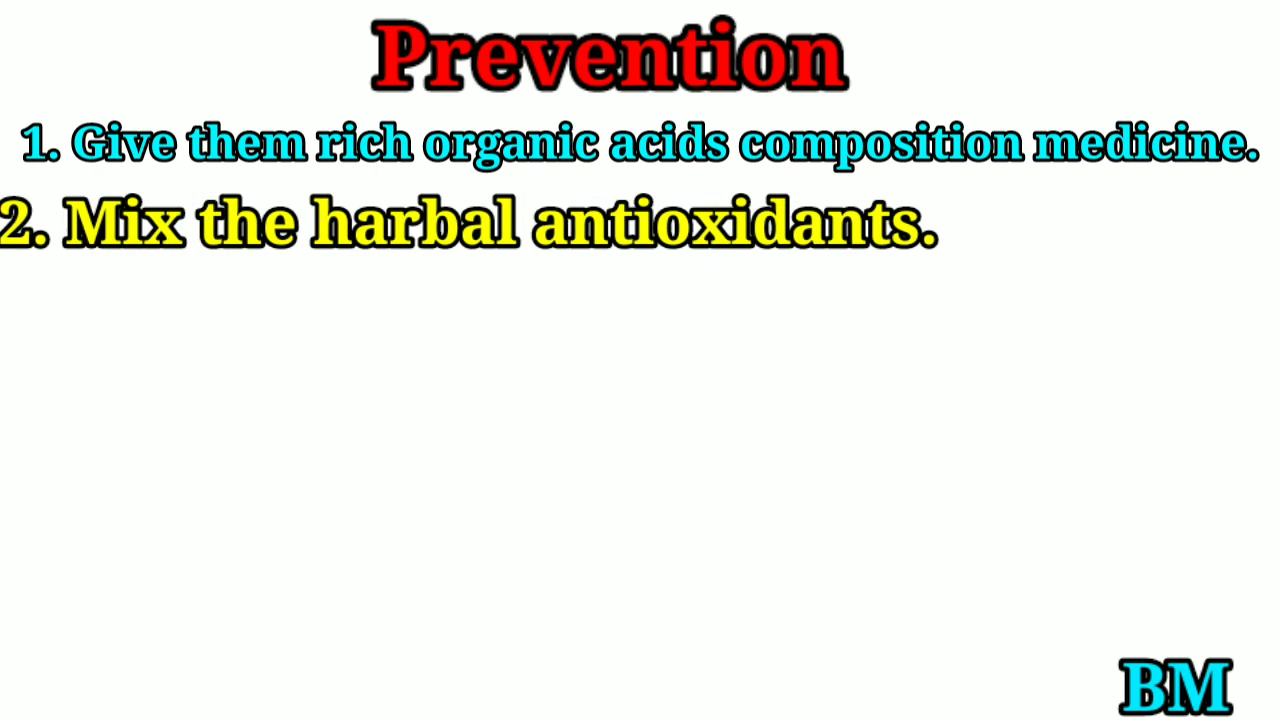 Prevention
1. Give them rich organic acids composition medicine.
2. Mix the harbal antioxidants.
BM